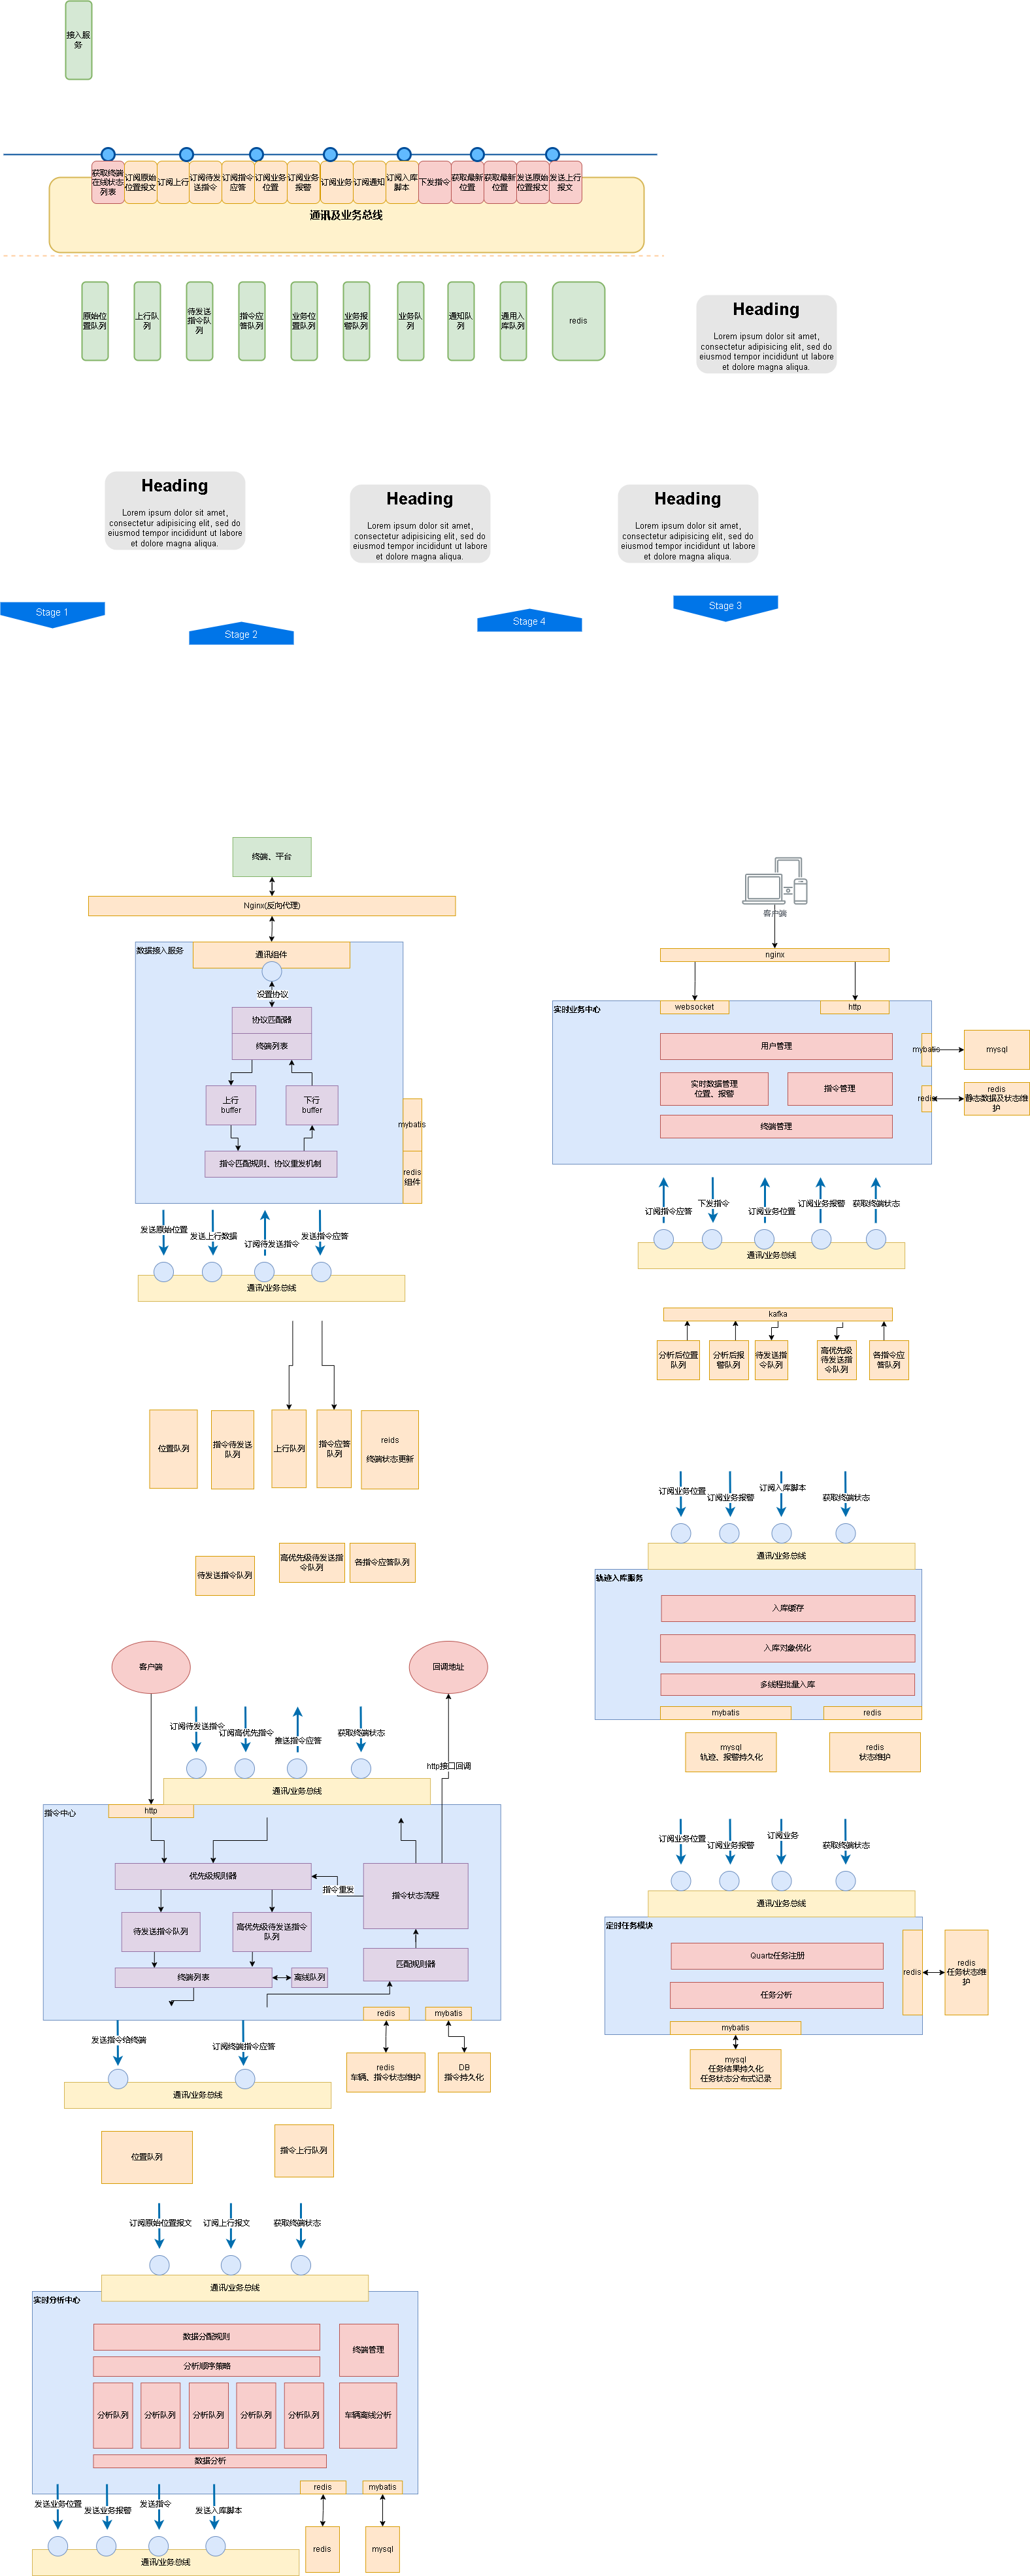 接入服
务
获取终端
在线状态
列表
订阅原始
位置报文
订阅上行
订阅待发
送指令
订阅指令
应答
订阅业务
位置
订阅业务
报警
订阅业务
订阅通知
订阅入库
脚本
下发指令
获取最新
位置
获取最新
位置
发送原始
位置报文
发送上行
报文
通讯及业务总线
原始位
置队列
上行队
列
待发送
指令队
列
指令应
答队列
业务位
置队列
业务报
警队列
业务队
列
通知队
列
通用入
库队列
redis
Heading
Lorem ipsum dolor sit amet,
consectetur adipisicing elit, sed do
eiusmod tempor incididunt ut labore
et dolore magna aliqua.
Heading
Lorem ipsum dolor sit amet,
consectetur adipisicing elit, sed do
eiusmod tempor incididunt ut labore
et dolore magna aliqua.
Heading
Lorem ipsum dolor sit amet,
consectetur adipisicing elit, sed do
eiusmod tempor incididunt ut labore
et dolore magna aliqua.
Heading
Lorem ipsum dolor sit amet,
consectetur adipisicing elit, sed do
eiusmod tempor incididunt ut labore
et dolore magna aliqua.
Stage 1
Stage 2
Stage 4
Stage 3
终端、平台
Nginx(反向代理)
数据接入服务
通讯组件
设置协议
协议匹配器
终端列表
上行
buffer
下行
buffer
指令匹配规则、协议重发机制
mybatis
redis
组件
发送原始位置
发送上行数据
订阅待发送指令
发送指令应答
通讯/业务总线
位置队列
指令待发送
队列
上行队列
指令应答
队列
reids
终端状态更新
待发送指令队列
高优先级待发送指
令队列
各指令应答队列
客户端
nginx
实时业务中心
websocket
http
用户管理
实时数据管理
位置、报警
指令管理
终端管理
mybatis
mysql
redis
redis
静态数据及状态维
护
订阅指令应答
下发指令
订阅业务位置
订阅业务报警
获取终端状态
通讯/业务总线
kafka
分析后位置
队列
分析后报
警队列
待发送指
令队列
高优先级
待发送指
令队列
各指令应
答队列
订阅业务位置
订阅业务报警
订阅入库脚本
获取终端状态
通讯/业务总线
轨迹入库服务
入库缓存
入库对象优化
多线程批量入库
mybatis
redis
mysql
轨迹、报警持久化
redis
状态维护
客户端
回调地址
订阅待发送指令
订阅高优先指令
推送指令应答
获取终端状态
http接口回调
通讯/业务总线
指令中心
http
优先级规则器
指令重发
指令状态流程
待发送指令队列
高优先级待发送指令
队列
匹配规则器
终端列表
离线队列
redis
mybatis
发送指令给终端
订阅终端指令应答
redis
车辆、指令状态维护
DB
指令持久化
通讯/业务总线
位置队列
指令上行队列
订阅业务位置
订阅业务报警
订阅业务
获取终端状态
通讯/业务总线
定时任务模块
Quartz任务注册
任务分析
mybatis
redis
redis
任务状态维
护
mysql
任务结果持久化
任务状态分布式记录
订阅原始位置报文
订阅上行报文
获取终端状态
通讯/业务总线
实时分析中心
数据分配规则
终端管理
分析顺序策略
分析队列
分析队列
分析队列
分析队列
分析队列
车辆离线分析
数据分析
redis
mybatis
发送业务位置
发送业务报警
发送指令
发送入库脚本
redis
mysql
通讯/业务总线